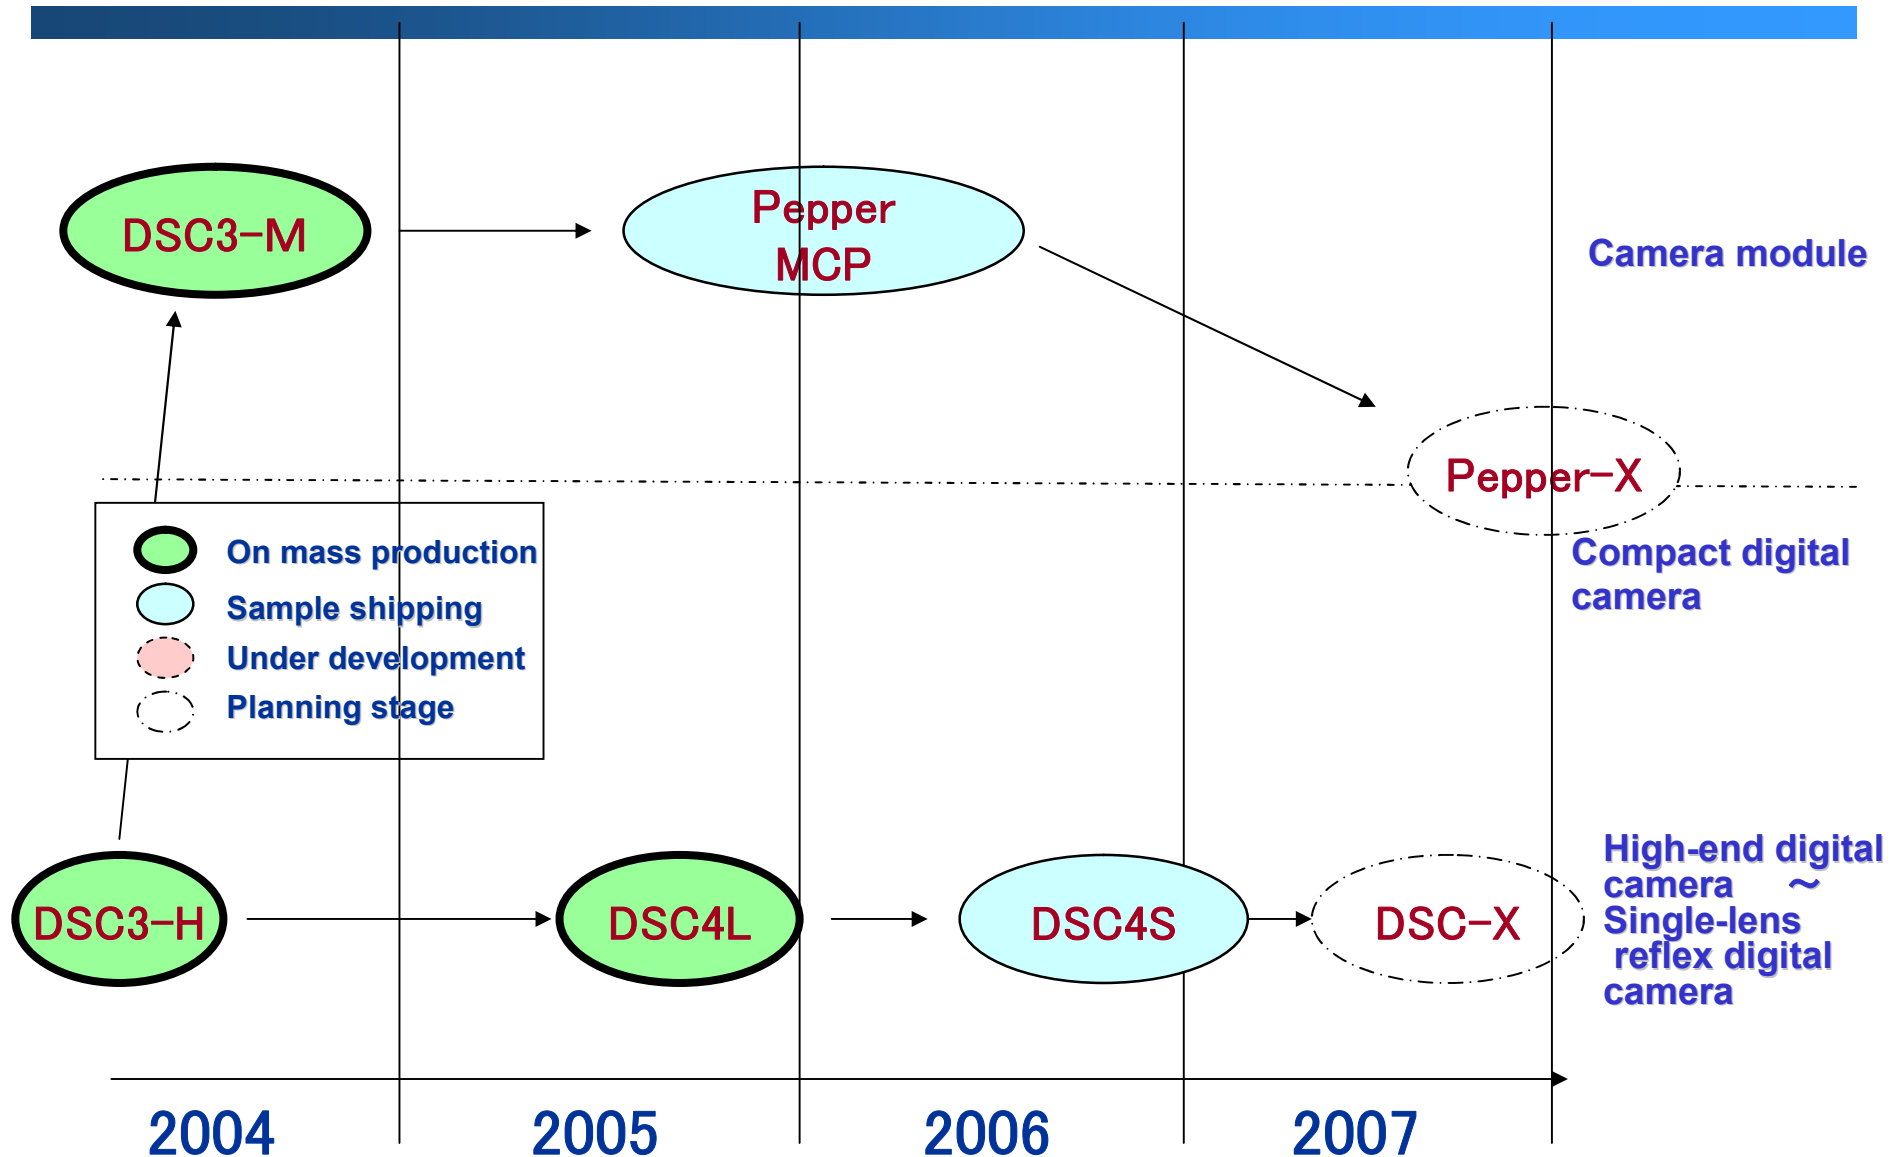 DSC3-M
Pepper
MCP
Camera module
Pepper-X
On mass production
Sample shipping
Under development
Planning stage
Compact digital
camera
DSC3-H
DSC4L
DSC4S
DSC-X
High-end digital
camera ～
Single-lens
reflex digital
camera
2004
2005
2006
2007